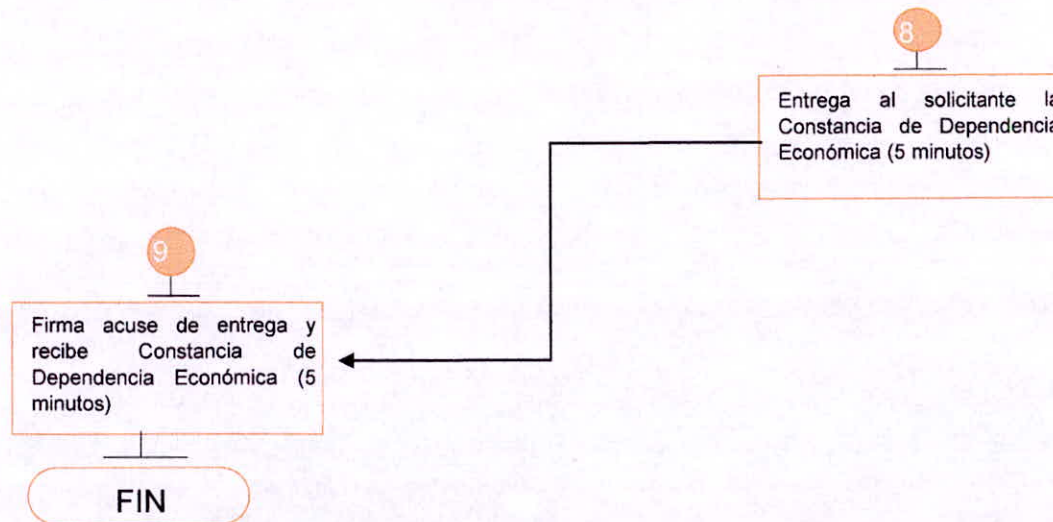 8
Entrega al solicitante la
Constancia de Dependencia
Económica (5 minutos)
9
Firma acuse de entrega y
recibe Constancia de
Dependencia Económica (5
minutos)
FIN